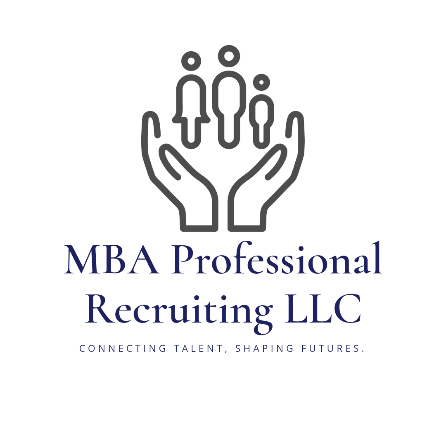 MBA Professional
Recruiting LLC
CONNECTING TALENT, SHAPING FUTURES.